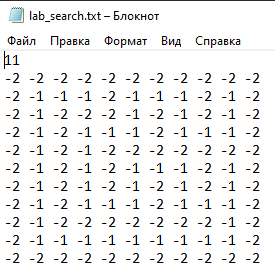 lab_search.txt – Блокнот
Файл Правка Формат Вид Справка
11
-2 -2 -2 -2 -2 -2 -2 -2 -2 -2 -2
-2 -1 -1 -1 -2 -1 -1 -1 -2 -1 -2
-2 -1 -2 -2 -2 -1 -2 -1 -2 -1 -2
-2 -1 -2 -1 -1 -1 -2 -1 -1 -1 -2
-2 -1 -2 -1 -2 -2 -2 -2 -2 -1 -2
-2 -1 -2 -1 -1 -1 -2 -1 -1 -1 -2
-2 -1 -2 -2 -2 -1 -2 -1 -2 -2 -2
-2 -1 -2 -1 -1 -1 -2 -1 -1 -1 -2
-2 -1 -2 -2 -2 -2 -2 -2 -2 -1 -2
-2 -1 -1 -1 -1 -1 -1 -1 -1 -1 -2
-2 -2 -2 -2 -2 -2 -2 -2 -2 -2 -2